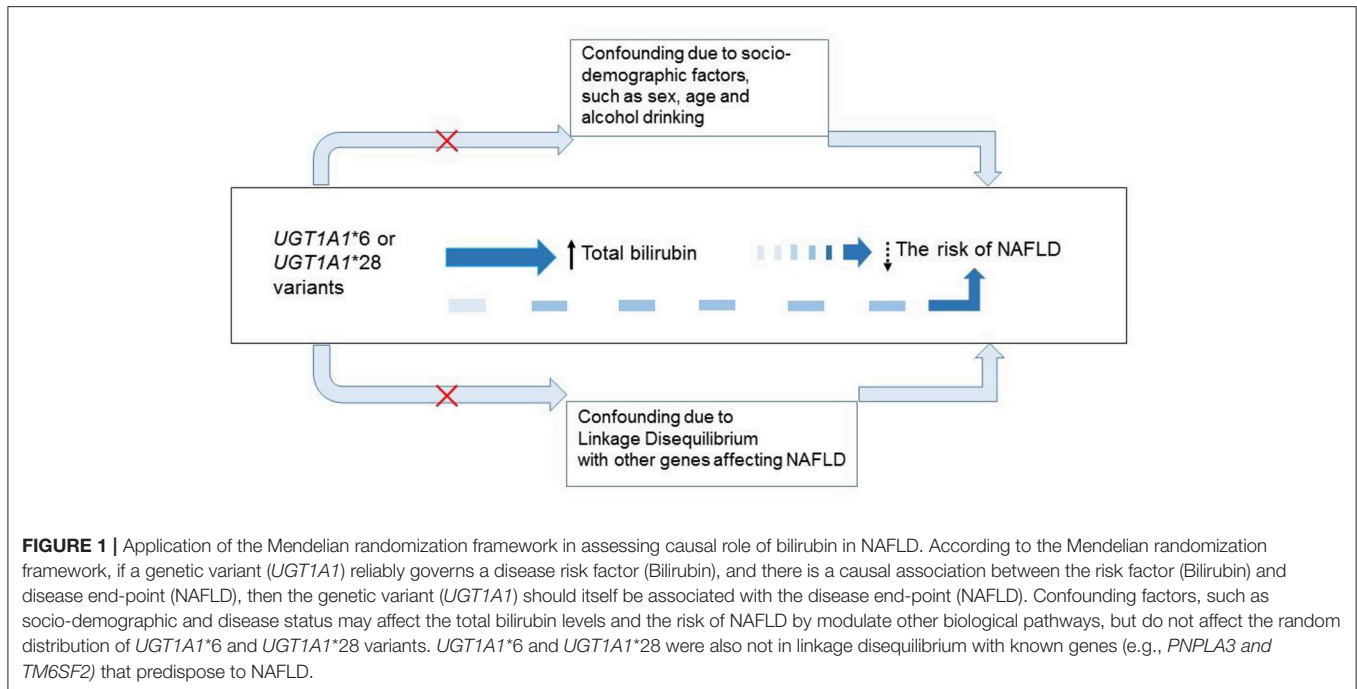 Confounding due to socio-
demographic factors,
such as sex, age and
alcohol drinking
UGT1A1*6 or
UGT1A1*28
variants
Total bilirubin
The risk of NAFLD
Confounding due to
Linkage Disequilibrium
with other genes affecting NAFLD
FIGURE 1 | Application of the Mendelian randomization framework in assessing causal role of bilirubin in NAFLD. According to the Mendelian randomization
framework, if a genetic variant (UGT1A1) reliably governs a disease risk factor (Bilirubin), and there is a causal association between the risk factor (Bilirubin) and
disease end-point (NAFLD), then the genetic variant (UGT1A1) should itself be associated with the disease end-point (NAFLD). Confounding factors, such as
socio-demographic and disease status may affect the total bilirubin levels and the risk of NAFLD by modulate other biological pathways, but do not affect the random
distribution of UGT1A1*6 and UGT1A1*28 variants. UGT1A1*6 and UGT1A1*28 were also not in linkage disequilibrium with known genes (e.g., PNPLA3 and
TM6SF2) that predispose to NAFLD.